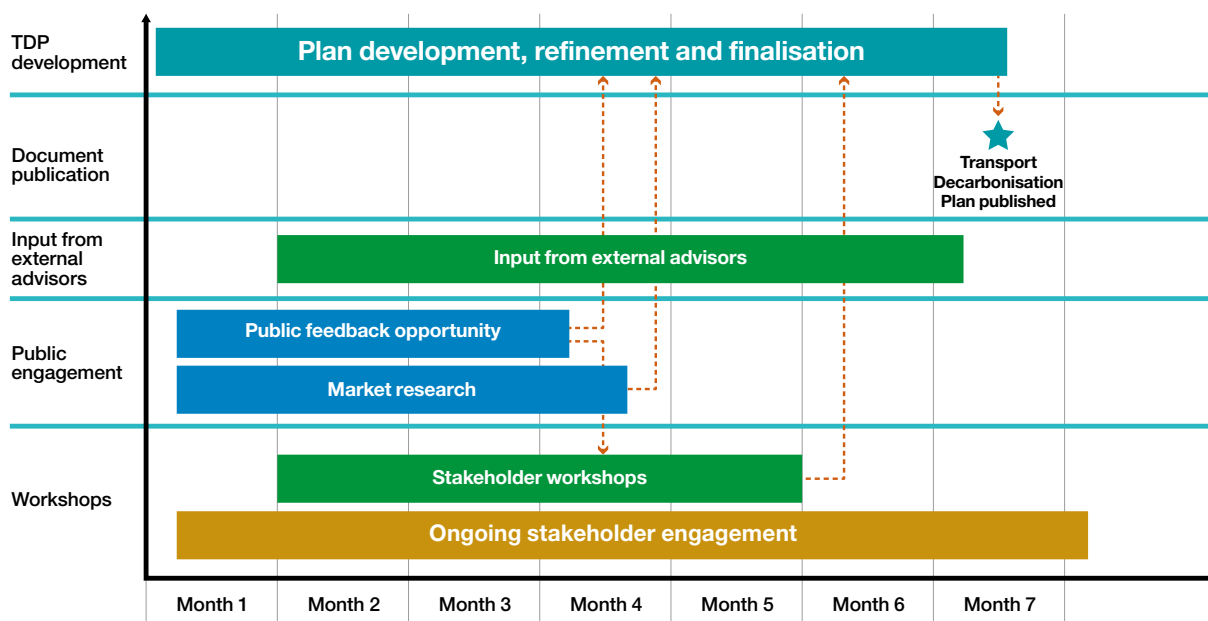 TDP
development
Plan development, refinement and finalisation
Document
publication
Transport
Decarbonisation
Plan published
Input from
external
advisors
Input from external advisors
Public
engagement
Public feedback opportunity
Market research
Workshops
Stakeholder workshops
Ongoing stakeholder engagement
Month 1 Month 2 Month 3 Month 4 Month 5 Month 6 Month 7